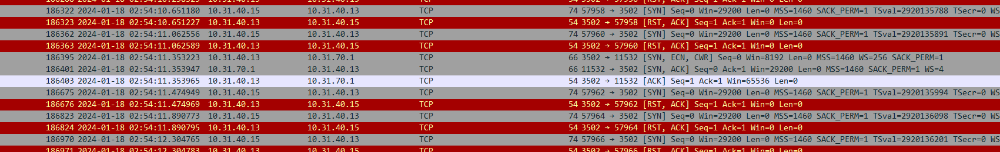 186322 2024-01-18 02:54:10.651180 10.31.40.15 10.31.40.13 TCP 74 57958 → 3502 [SYN] Seq=0 Win=29200 Len=0 MSS=1460 SACK_PERM=1 TSval=2920135788 TSecr=0 WS
186323 2024-01-18 02:54:10.651227 10.31.40.13 10.31.40.15 TCP 54 3502 → 57958 [RST, ACK] Seq=1 Ack=1 Win=0 Len=0
186362 2024-01-18 02:54:11.062556 10.31.40.15 10.31.40.13 TCP 74 57960 → 3502 [SYN] Seq=0 Win=29200 Len=0 MSS=1460 SACK_PERM=1 TSval=2920135891 TSecr=0 WS
186363 2024-01-18 02:54:11.062589 10.31.40.13 10.31.40.15 TCP 54 3502 → 57960 [RST, ACK] Seq=1 Ack=1 Win=0 Len=0
186395 2024-01-18 02:54:11.353223 10.31.40.13 10.31.70.1 TCP 66 3502 → 11532 [SYN, ECN, CWR] Seq=0 Win=8192 Len=0 MSS=1460 WS=256 SACK_PERM=1
186401 2024-01-18 02:54:11.353947 10.31.70.1 10.31.40.13 TCP 66 11532 → 3502 [SYN, ACK] Seq=0 Ack=1 Win=29200 Len=0 MSS=1460 SACK_PERM=1 WS=4
186403 2024-01-18 02:54:11.353965 10.31.40.13 10.31.70.1 TCP 54 3502 → 11532 [ACK] Seq=1 Ack=1 Win=65536 Len=0
186675 2024-01-18 02:54:11.474949 10.31.40.15 10.31.40.13 TCP 74 57962 → 3502 [SYN] Seq=0 Win=29200 Len=0 MSS=1460 SACK_PERM=1 TSval=2920135994 TSecr=0 WS
186676 2024-01-18 02:54:11.474969 10.31.40.13 10.31.40.15 TCP 54 3502 → 57962 [RST, ACK] Seq=1 Ack=1 Win=0 Len=0
186823 2024-01-18 02:54:11.890773 10.31.40.15 10.31.40.13 TCP 74 57964 → 3502 [SYN] Seq=0 Win=29200 Len=0 MSS=1460 SACK_PERM=1 TSval=2920136098 TSecr=0 WS
186824 2024-01-18 02:54:11.890795 10.31.40.13 10.31.40.15 TCP 54 3502 → 57964 [RST, ACK] Seq=1 Ack=1 Win=0 Len=0
186970 2024-01-18 02:54:12.304765 10.31.40.15 10.31.40.13 TCP 74 57966 → 3502 [SYN] Seq=0 Win=29200 Len=0 MSS=1460 SACK_PERM=1 TSval=2920136201 TSecr=0 WS
186971 2024-01-18 02:54:12.304783 10.31.40.13 10.31.40.15 TCP 54 3502 → 57966 [RST, ACK] Seq=1 Ack=1 Win=0 Len=0